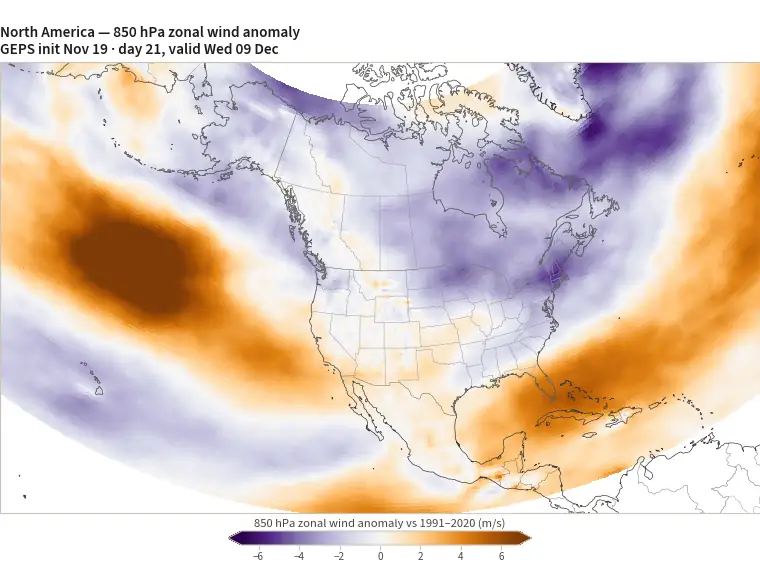 North America — 850 hPa zonal wind anomaly
GEPS init Nov 19 · day 21, valid Wed 09 Dec
850 hPa zonal wind anomaly vs 1991–2020 (m/s)
−6 −4 −2 0 2 4 6